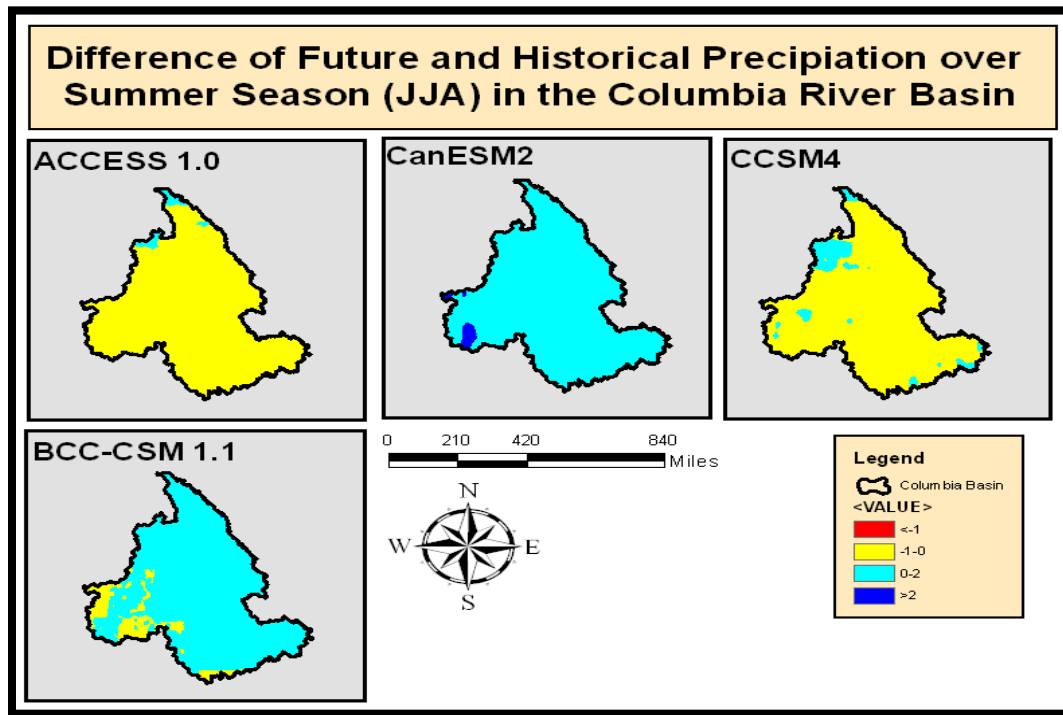 Difference of Future and Historical Precipiation over
Summer Season (JJA) in the Columbia River Basin
ACCESS 1.0
CanESM2
CCSM4
BCC-CSM 1.1
0 210 420 840
Miles
N
W E
S
Legend
Columbia Basin
<VALUE>
<-1
-1-0
0-2
>2